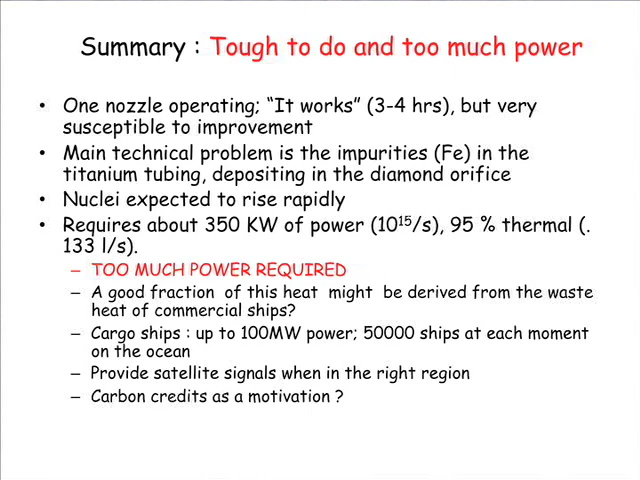 Summary : Tough to do and too much power
• One nozzle operating; “It works” (3-4 hrs), but very
susceptible to improvement
• Main technical problem is the impurities (Fe) in the
titanium tubing, depositing in the diamond orifice
• Nuclei expected to rise rapidly
• Requires about 350 KW of power (10¹⁵/s), 95 % thermal (.
133 l/s).
– TOO MUCH POWER REQUIRED
– A good fraction of this heat might be derived from the waste
heat of commercial ships?
– Cargo ships : up to 100MW power; 50000 ships at each moment
on the ocean
– Provide satellite signals when in the right region
– Carbon credits as a motivation ?